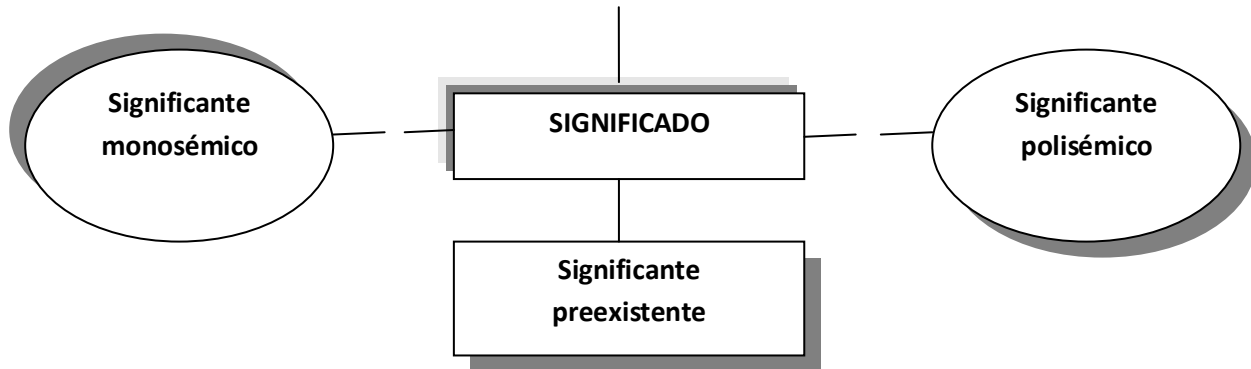 Significante
monosémico
SIGNIFICADO
Significante
polisémico
Significante
preexistente